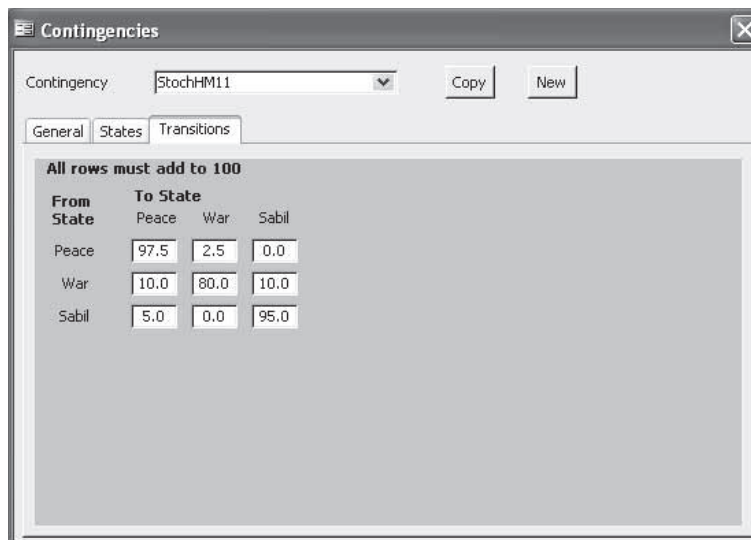 Contingencies
Contingency StochHM11 Copy New
General States Transitions
All rows must add to 100
From State To State
Peace War Sabil
Peace 97.5 2.5 0.0
War 10.0 80.0 10.0
Sabil 5.0 0.0 95.0